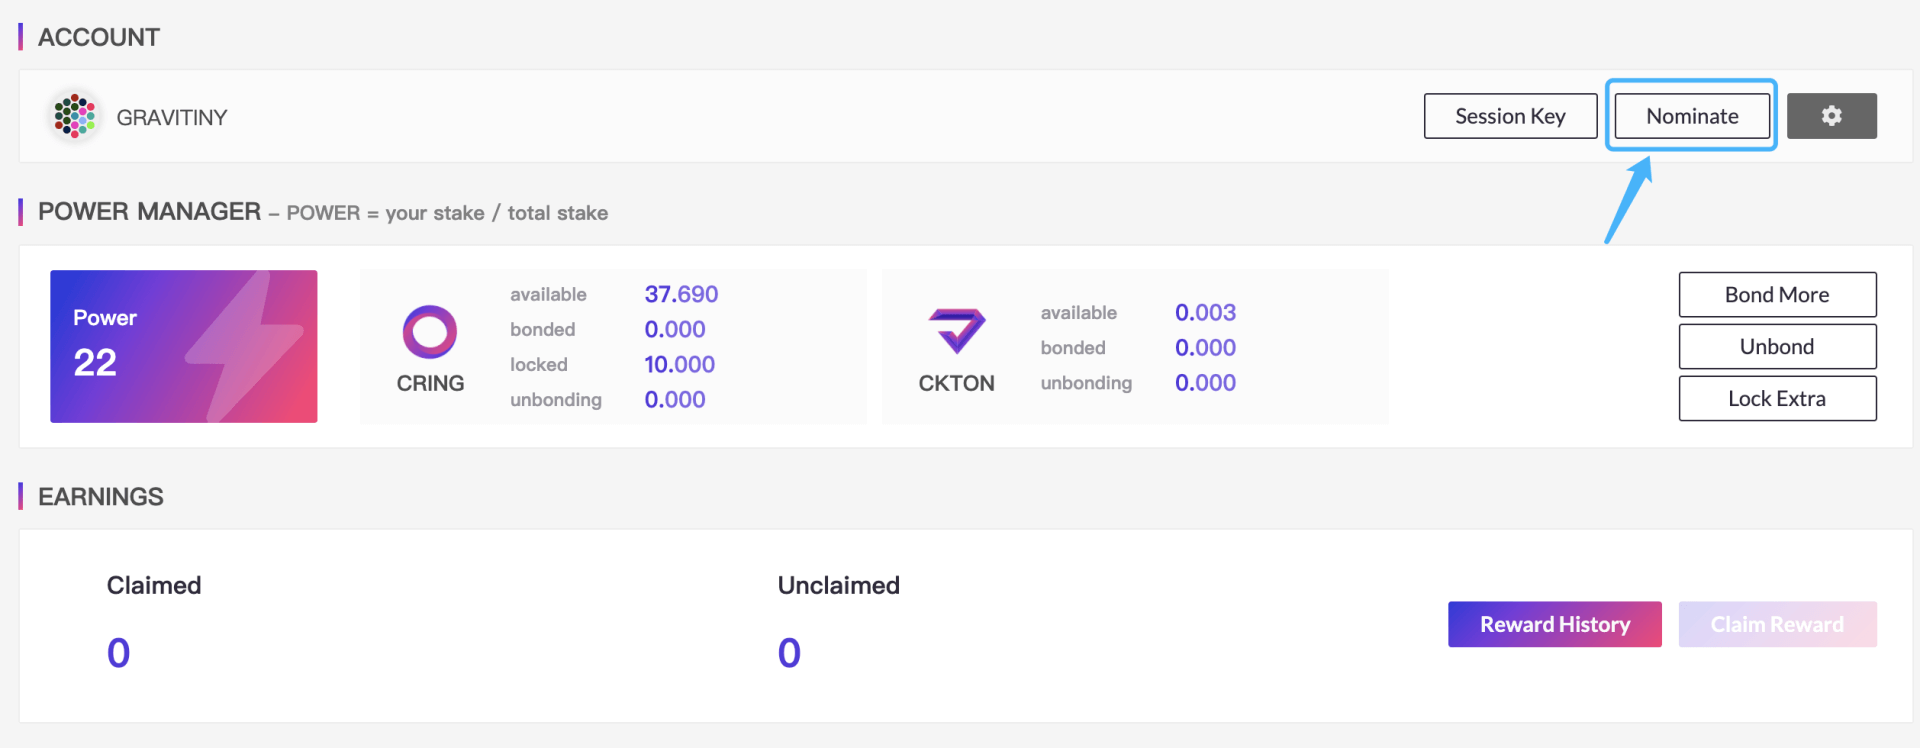 ACCOUNT
GRAVITINY
Session Key
Nominate
POWER MANAGER – POWER = your stake / total stake
Power
22
CRING
available 37.690
bonded 0.000
locked 10.000
unbonding 0.000
CKTON
available 0.003
bonded 0.000
unbonding 0.000
Bond More
Unbond
Lock Extra
EARNINGS
Claimed
0
Unclaimed
0
Reward History
Claim Reward